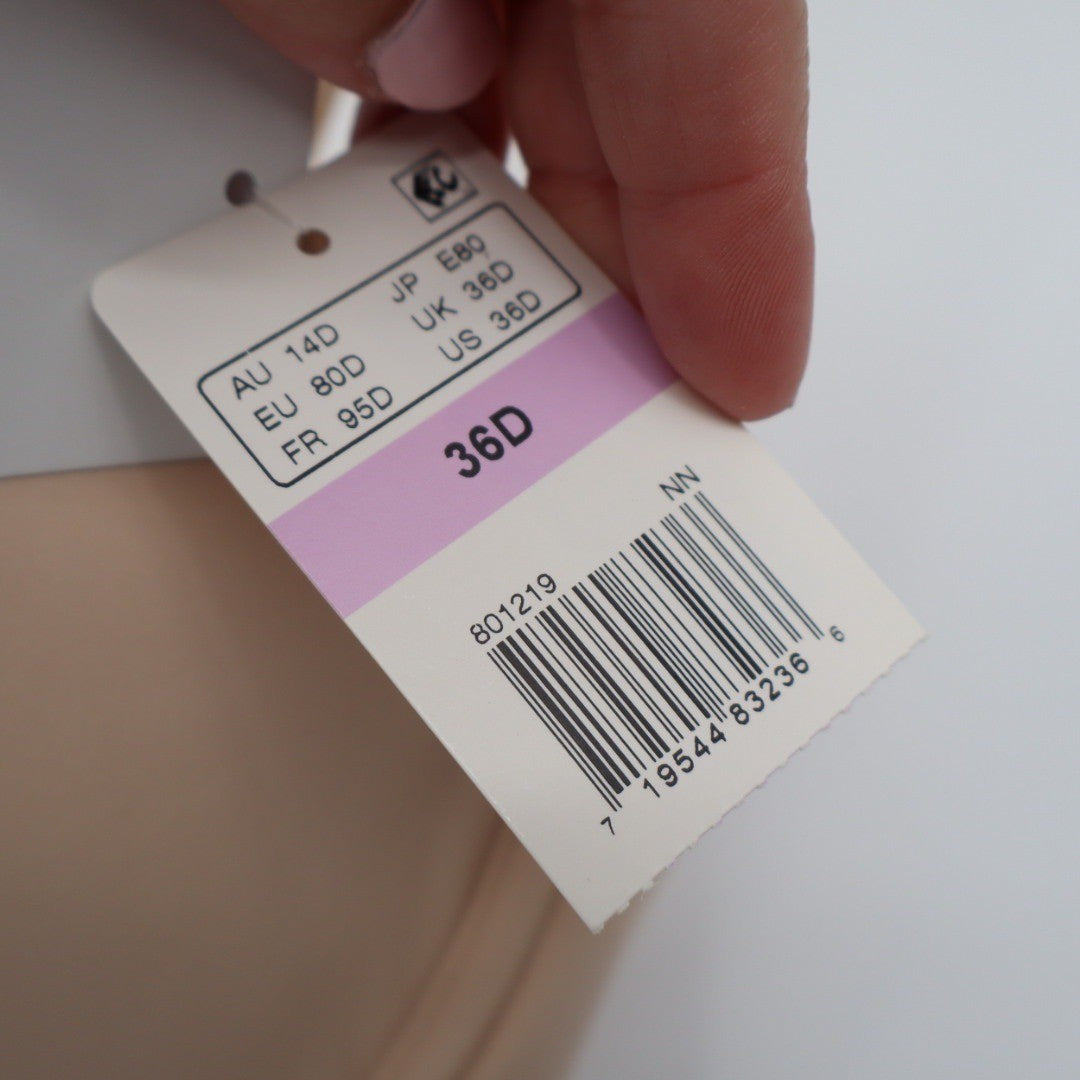 AU 14D JP E80
EU 80D UK 36D
FR 95D US 36D
36D
801219 NN
7 19544 83236 6